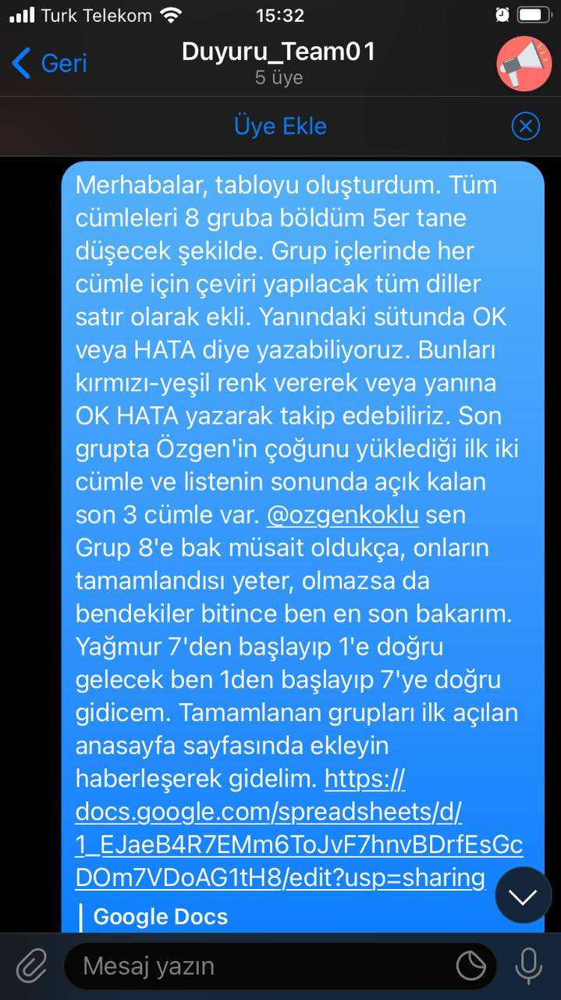 Turk Telekom
15:32
Geri
Duyuru_Team01
5 üye
Üye Ekle
Merhabalar, tabloyu oluşturdum. Tüm
cümleleri 8 gruba böldüm 5er tane
düşecek şekilde. Grup içlerinde her
cümle için çeviri yapılacak tüm diller
satır olarak ekli. Yanındaki sütunda OK
veya HATA diye yazabiliyoruz. Bunları
kırmızı-yeşil renk vererek veya yanına
OK HATA yazarak takip edebiliriz. Son
grupta Özgen'in çoğunu yüklediği ilk iki
cümle ve listenin sonunda açık kalan
son 3 cümle var. @ozgenkoklu sen
Grup 8'e bak müsait oldukça, onların
tamamlandısı yeter, olmazsa da
bendekiler bitince ben en son bakarım.
Yağmur 7'den başlayıp 1'e doğru
gelecek ben 1den başlayıp 7'ye doğru
gidicem. Tamamlanan grupları ilk açılan
anasayfa sayfasında ekleyin
haberleşerek gidelim. https://
docs.google.com/spreadsheets/d/
1_EJaeB4R7EMm6ToJvF7hnvBDrfEsGc
DOm7VDoAG1tH8/edit?usp=sharing
Google Docs
Mesaj yazın